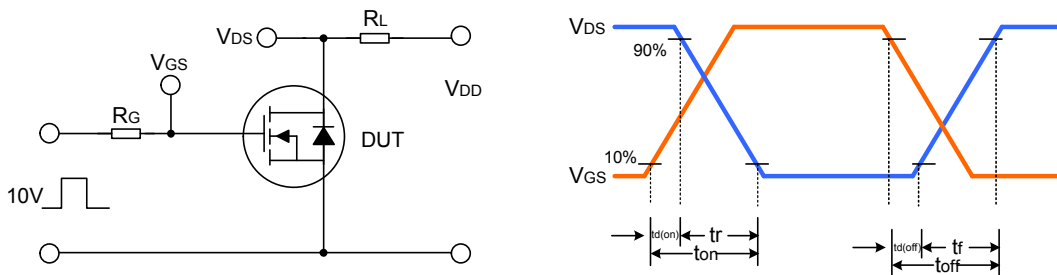 VDS
RL
VGS
VDD
RG
DUT
10V
VDS
90%
10%
VGS
td(on)
tr
ton
td(off)
tf
toff